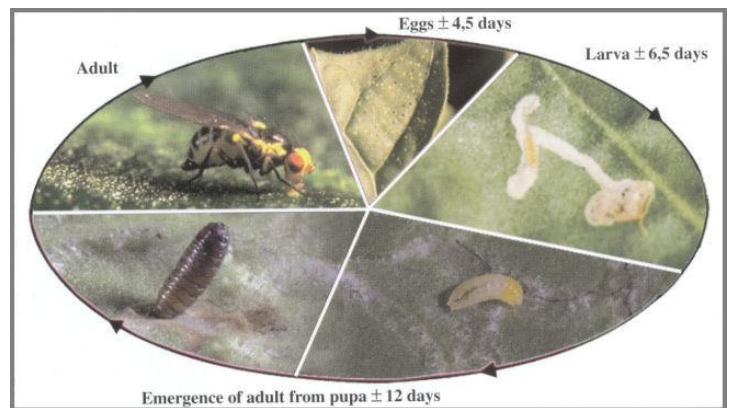 Eggs ± 4,5 days
Adult
Larva ± 6,5 days
Emergence of adult from pupa ± 12 days